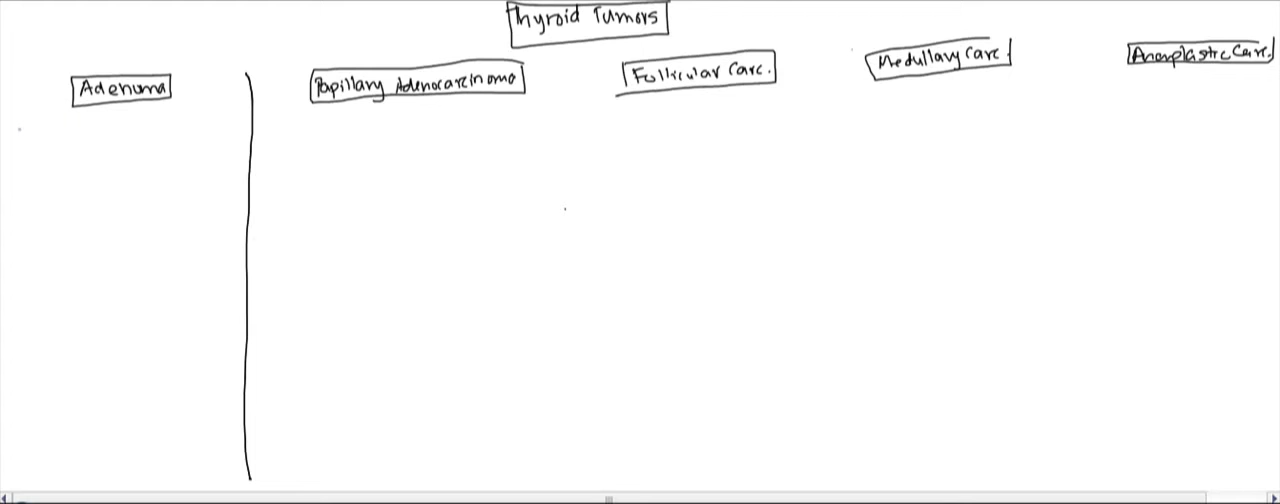 Thyroid Tumors
Adenoma
Papillary Adenocarcinoma
Follicular Carc.
Medullary Carc.
Anaplastic Carc.